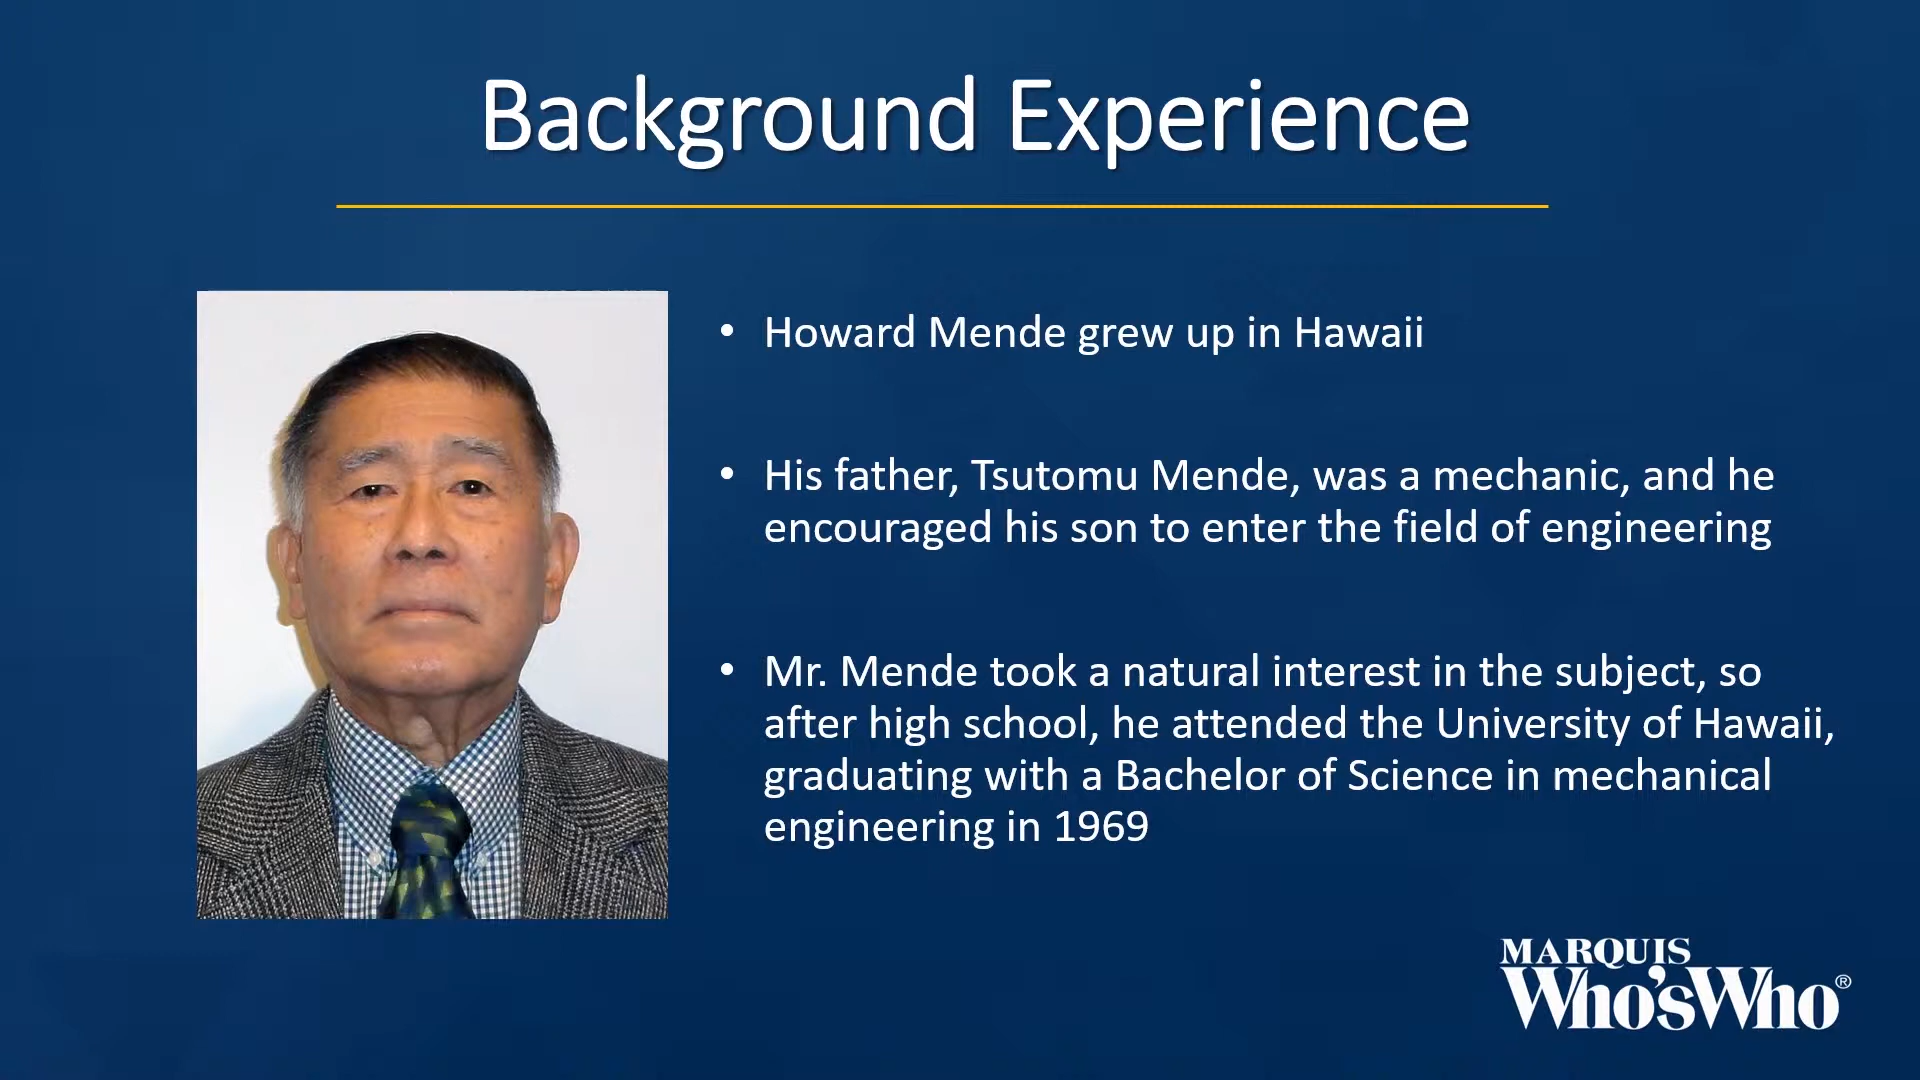 Background Experience
• Howard Mende grew up in Hawaii
• His father, Tsutomu Mende, was a mechanic, and he
encouraged his son to enter the field of engineering
• Mr. Mende took a natural interest in the subject, so
after high school, he attended the University of Hawaii,
graduating with a Bachelor of Science in mechanical
engineering in 1969
MARQUIS
Who'sWho®